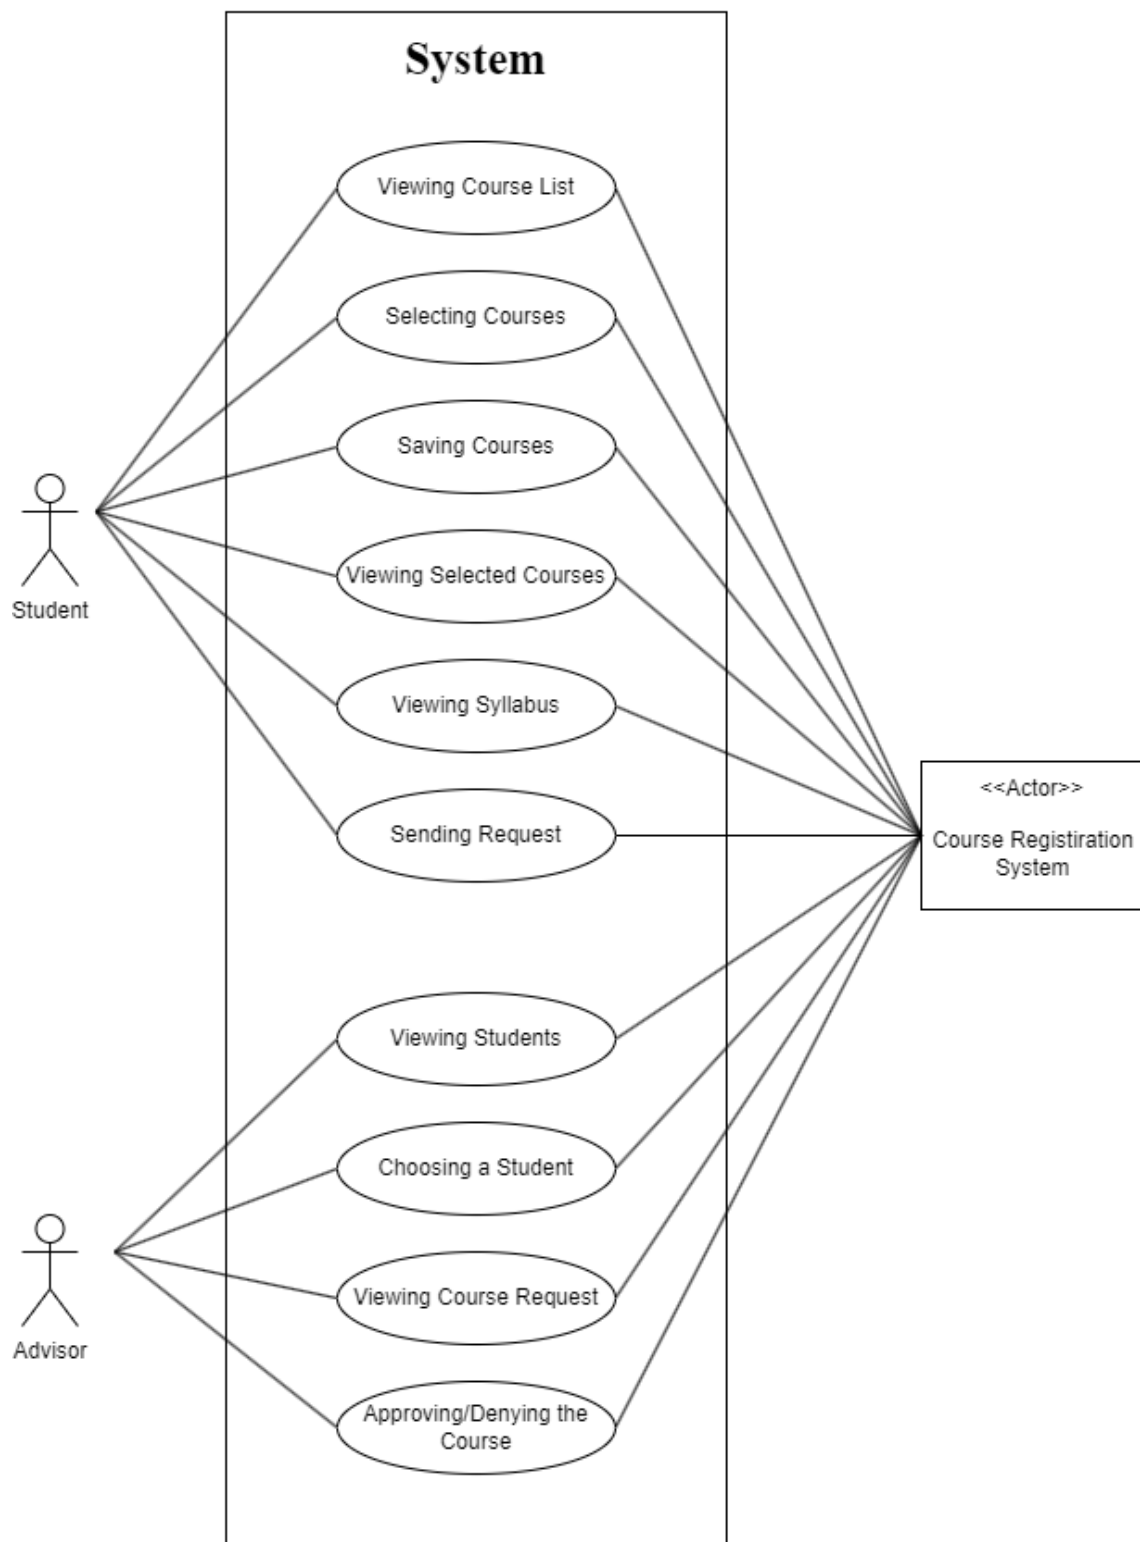 System
Viewing Course List
Selecting Courses
Saving Courses
Viewing Selected Courses
Student
Viewing Syllabus
Sending Request
<<Actor>>
Course Registiration
System
Viewing Students
Choosing a Student
Viewing Course Request
Advisor
Approving/Denying the
Course